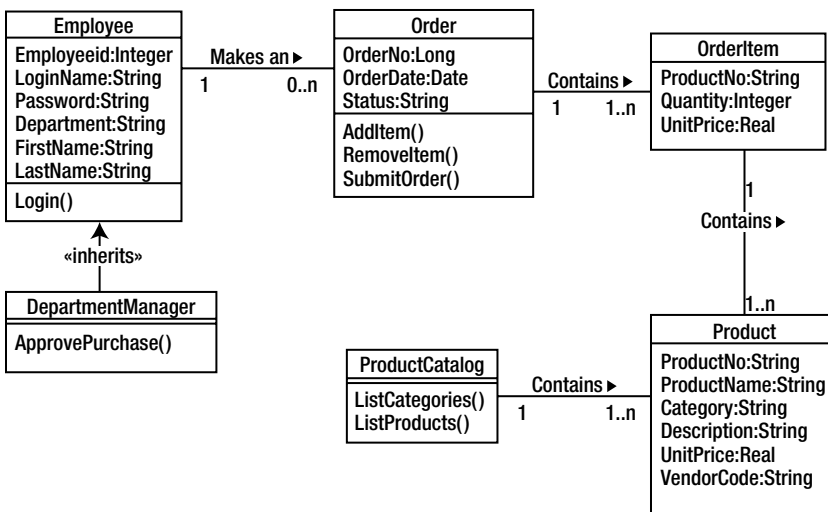 Employee
Employeeid:Integer
LoginName:String
Password:String
Department:String
FirstName:String
LastName:String
Login()
Makes an ▶
1 0..n
Order
OrderNo:Long
OrderDate:Date
Status:String
AddItem()
RemoveItem()
SubmitOrder()
Contains ▶
1 1..n
OrderItem
ProductNo:String
Quantity:Integer
UnitPrice:Real
1
Contains ▶
1..n
«inherits»
DepartmentManager
ApprovePurchase()
ProductCatalog
ListCategories()
ListProducts()
Contains ▶
1 1..n
Product
ProductNo:String
ProductName:String
Category:String
Description:String
UnitPrice:Real
VendorCode:String